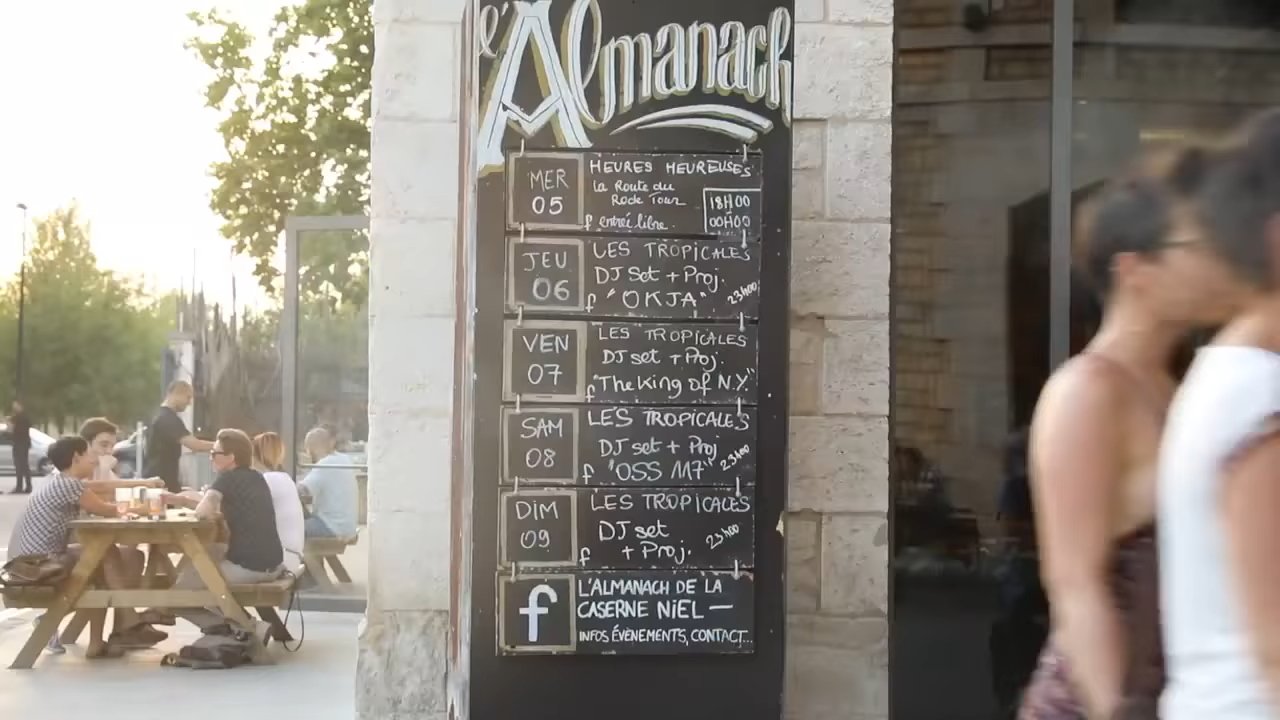 l'Almanach
MER
05
HEURES HEUREUSES
la Route du
Rock Tour
f entrée libre.
18H00
00H00
JEU
06
LES TROPICALES
DJ Set + Proj.
f "OKJA"
23H00
VEN
07
LES TROPICALES
DJ set + Proj.
f "The King of N.Y."
SAM
08
LES TROPICALES
DJ set + Proj
f "OSS 117"
23H00
DIM
09
LES TROPICALES
DJ set
f + Proj.
23H00
f
L'ALMANACH DE LA
CASERNE NIEL —
INFOS ÉVÈNEMENTS, CONTACT...